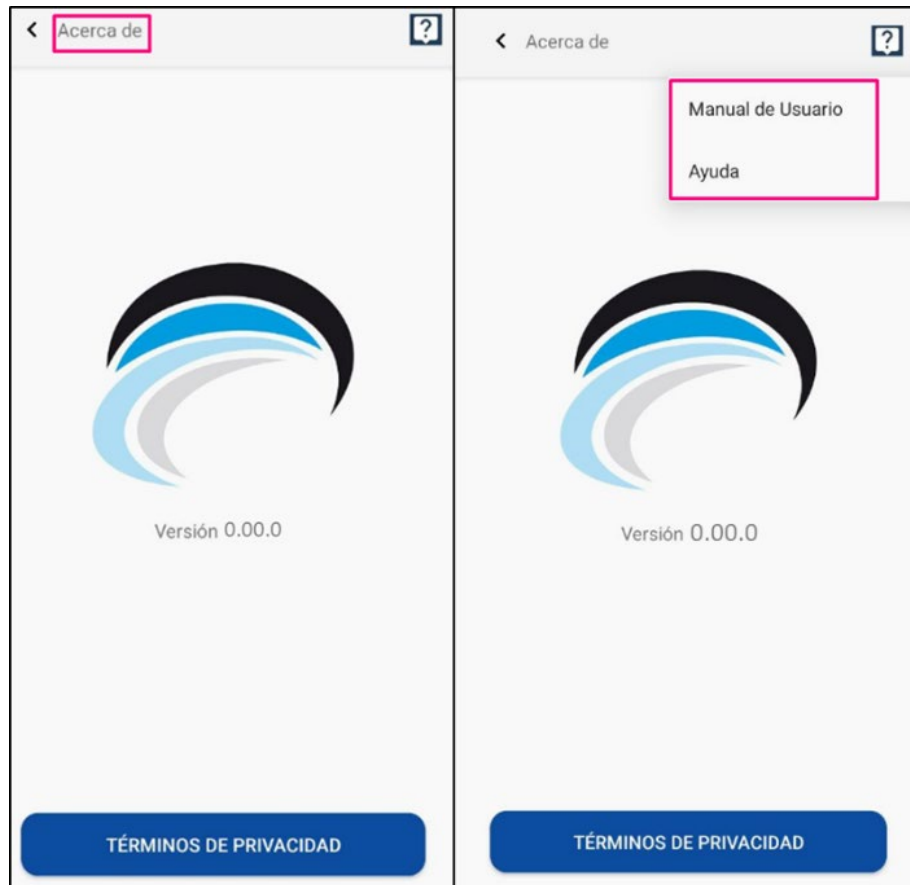 Acerca de
Versión 0.00.0
TÉRMINOS DE PRIVACIDAD
Acerca de
Manual de Usuario
Ayuda
Versión 0.00.0
TÉRMINOS DE PRIVACIDAD